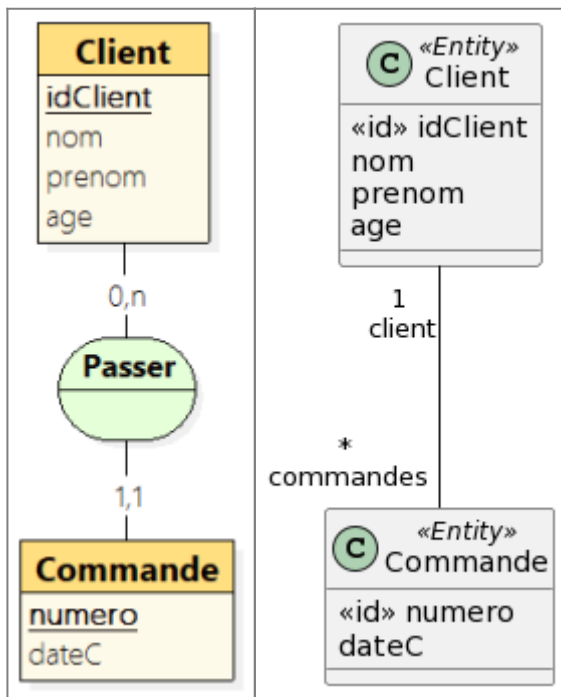 Client
idClient
nom
prenom
age
0,n
Passer
1,1
Commande
numero
dateC
C
«Entity»
Client
«id» idClient
nom
prenom
age
1
client
*
commandes
C
«Entity»
Commande
«id» numero
dateC